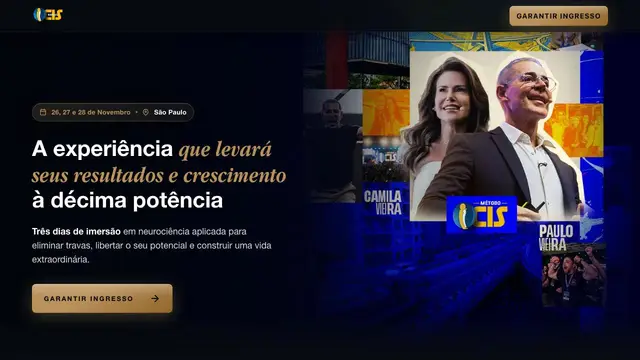 CIS
GARANTIR INGRESSO
26, 27 e 28 de Novembro • São Paulo
A experiência que levará
seus resultados e crescimento
à décima potência
Três dias de imersão em neurociência aplicada para
eliminar travas, libertar o seu potencial e construir uma vida
extraordinária.
GARANTIR INGRESSO
CIS
CAMILA
VIEIRA
MÉTODO
CIS
PAULO
VIEIRA